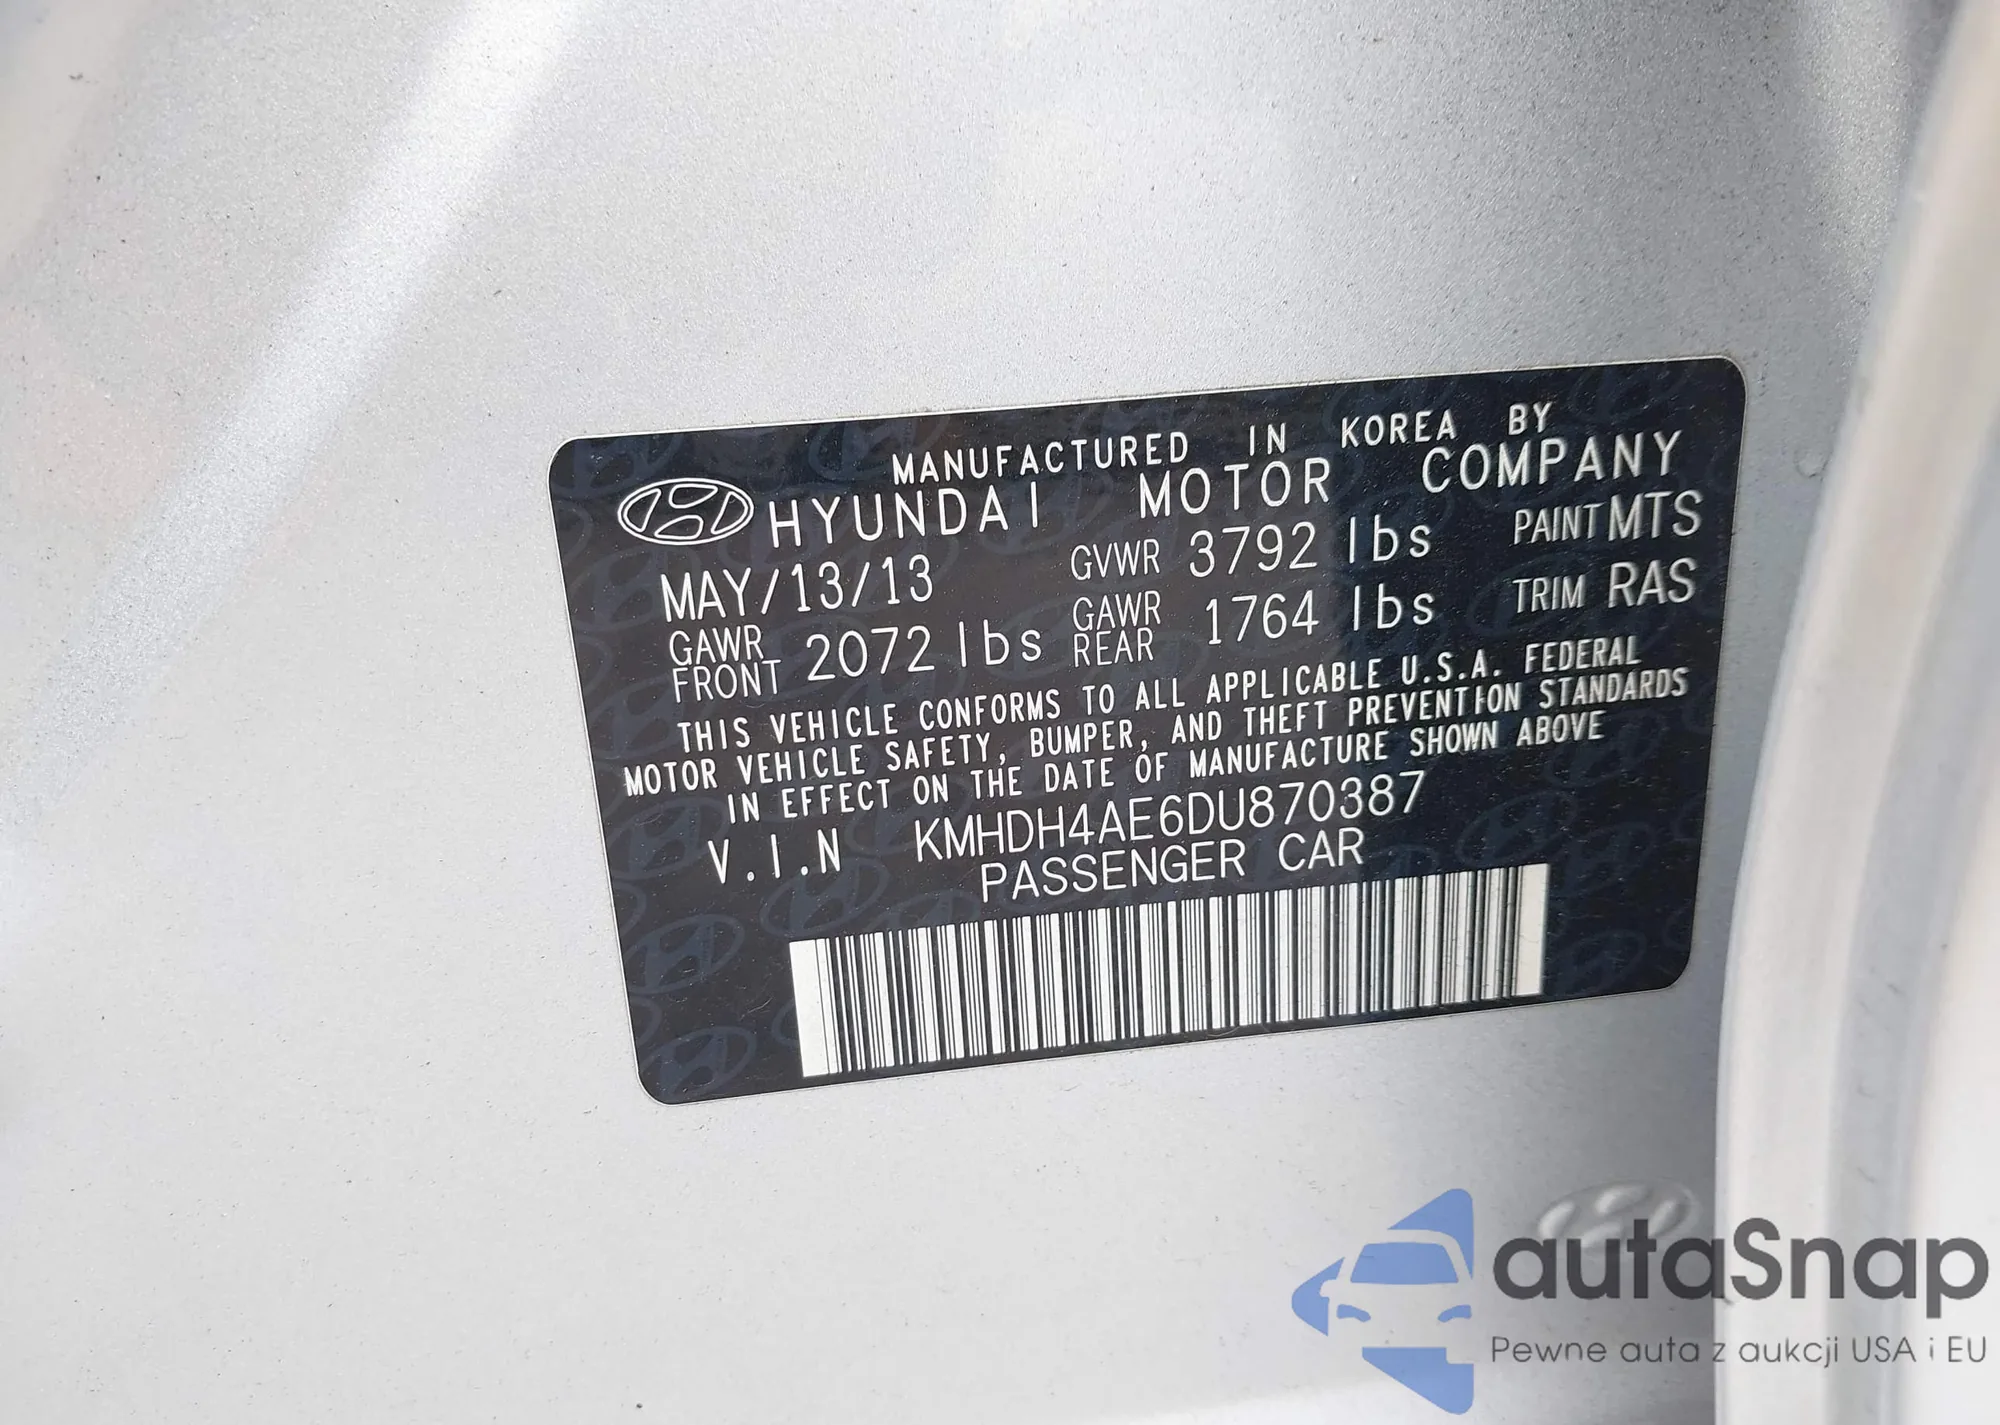 MANUFACTURED IN KOREA BY
HYUNDAI MOTOR COMPANY
MAY/13/13 GVWR 3792 lbs PAINT MTS
GAWR FRONT 2072 lbs GAWR REAR 1764 lbs TRIM RAS
THIS VEHICLE CONFORMS TO ALL APPLICABLE U.S.A. FEDERAL
MOTOR VEHICLE SAFETY, BUMPER, AND THEFT PREVENTION STANDARDS
IN EFFECT ON THE DATE OF MANUFACTURE SHOWN ABOVE
V.I.N KMHDH4AE6DU870387
PASSENGER CAR
autaSnap
Pewne auta z aukcji USA i EU